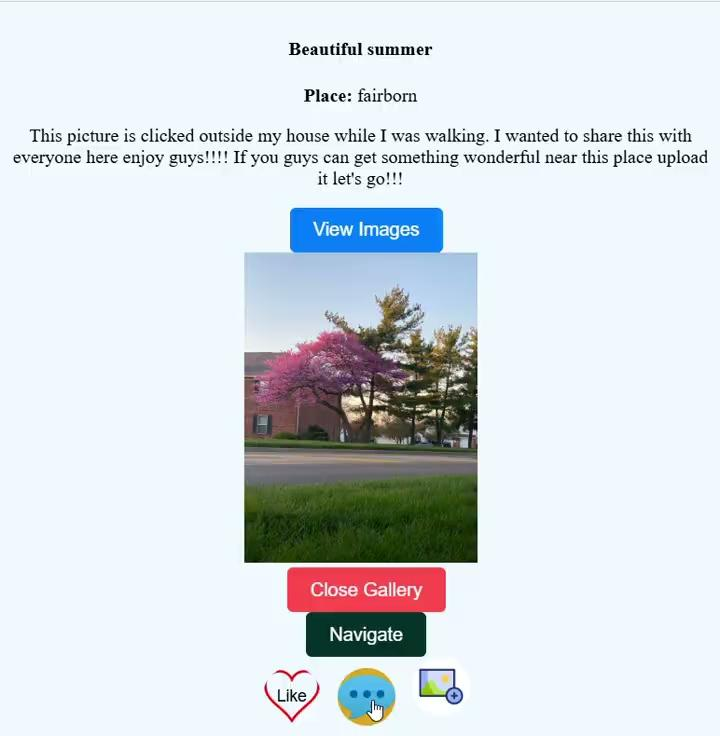 Beautiful summer
Place: fairborn
This picture is clicked outside my house while I was walking. I wanted to share this with
everyone here enjoy guys!!!! If you guys can get something wonderful near this place upload
it let's go!!!
View Images
Close Gallery
Navigate
Like